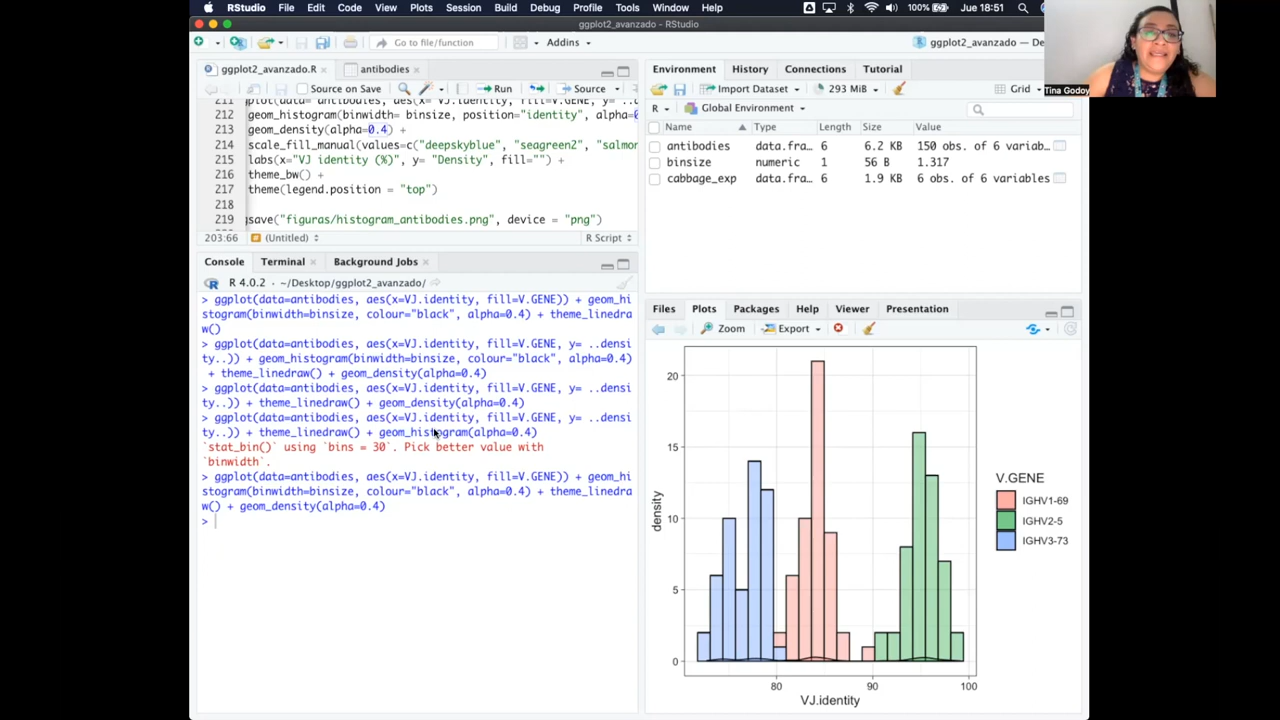 RStudio File Edit Code View Plots Session Build Debug Profile Tools Window Help 100% Jue 18:51
ggplot2_avanzado - RStudio
Go to file/function Addins ggplot2_avanzado
Tina Godoy
ggplot2_avanzado.R antibodies
Source on Save Run Source
211 plot(data= antibodies, aes(x= VJ.identity, fill=V.GENE, y= ..d
212 geom_histogram(binwidth= binsize, position="identity", alpha=0
213 geom_density(alpha=0.4) +
214 scale_fill_manual(values=c("deepskyblue", "seagreen2", "salmon
215 labs(x="VJ identity (%)", y= "Density", fill="") +
216 theme_bw() +
217 theme(legend.position = "top")
218
219 gsave("figuras/histogram_antibodies.png", device = "png")
203:66 (Untitled) R Script
Console Terminal Background Jobs
R 4.0.2 · ~/Desktop/ggplot2_avanzado/
> ggplot(data=antibodies, aes(x=VJ.identity, fill=V.GENE)) + geom_hi
stogram(binwidth=binsize, colour="black", alpha=0.4) + theme_linedra
w()
> ggplot(data=antibodies, aes(x=VJ.identity, fill=V.GENE, y= ..densi
ty..)) + geom_histogram(binwidth=binsize, colour="black", alpha=0.4)
+ theme_linedraw() + geom_density(alpha=0.4)
> ggplot(data=antibodies, aes(x=VJ.identity, fill=V.GENE, y= ..densi
ty..)) + theme_linedraw() + geom_density(alpha=0.4)
> ggplot(data=antibodies, aes(x=VJ.identity, fill=V.GENE, y= ..densi
ty..)) + theme_linedraw() + geom_histogram(alpha=0.4)
`stat_bin()` using `bins = 30`. Pick better value with
`binwidth`.
> ggplot(data=antibodies, aes(x=VJ.identity, fill=V.GENE)) + geom_hi
stogram(binwidth=binsize, colour="black", alpha=0.4) + theme_linedra
w() + geom_density(alpha=0.4)
>
Environment History Connections Tutorial
Import Dataset 293 MiB Grid
R Global Environment
Name Type Length Size Value
antibodies data.fra… 6 6.2 KB 150 obs. of 6 variab…
binsize numeric 1 56 B 1.317
cabbage_exp data.fra… 6 1.9 KB 6 obs. of 6 variables
Files Plots Packages Help Viewer Presentation
Zoom Export
20
15
10
5
0
density
80 90 100
VJ.identity
V.GENE
IGHV1-69
IGHV2-5
IGHV3-73